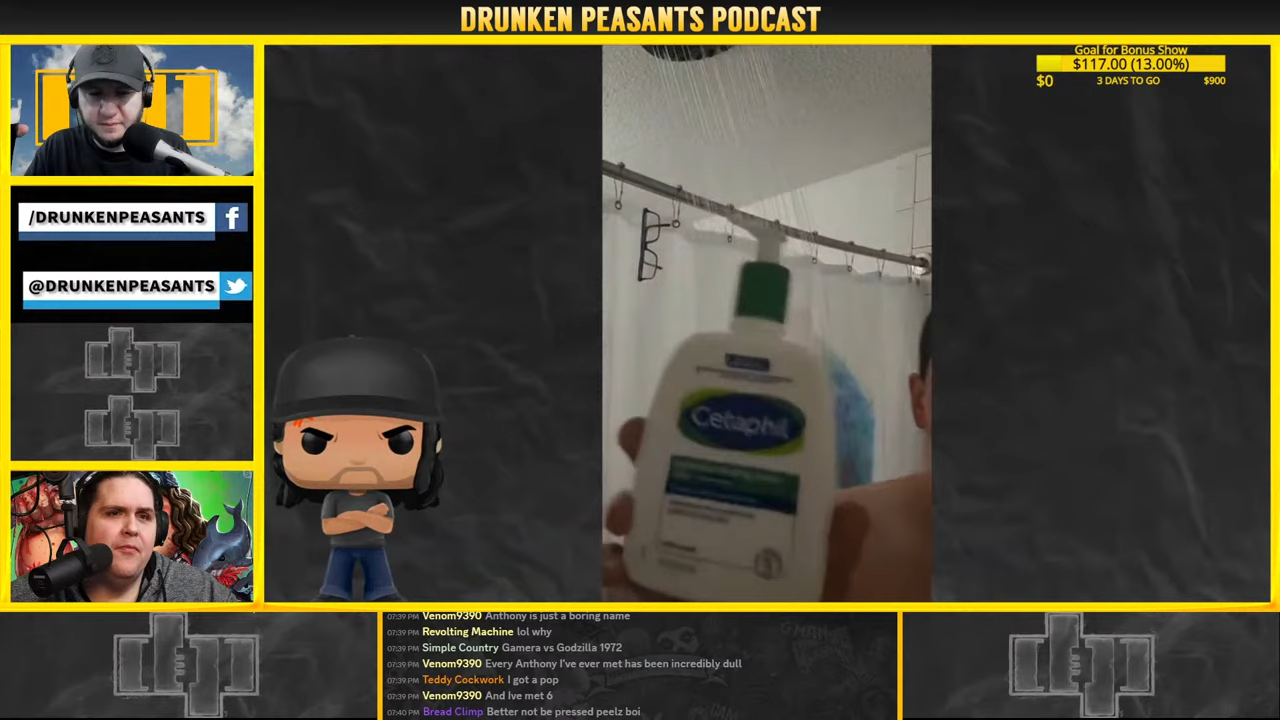 DRUNKEN PEASANTS PODCAST
Goal for Bonus Show
$117.00 (13.00%)
$0 3 DAYS TO GO $900
/DRUNKENPEASANTS
@DRUNKENPEASANTS
Cetaphil
07:39 PM Venom9390 Anthony is just a boring name
07:39 PM Revolting Machine lol why
07:39 PM Simple Country Gamera vs Godzilla 1972
07:39 PM Venom9390 Every Anthony I've ever met has been incredibly dull
07:39 PM Teddy Cockwork I got a pop
07:39 PM Venom9390 And Ive met 6
07:40 PM Bread Climp Better not be pressed peelz boi